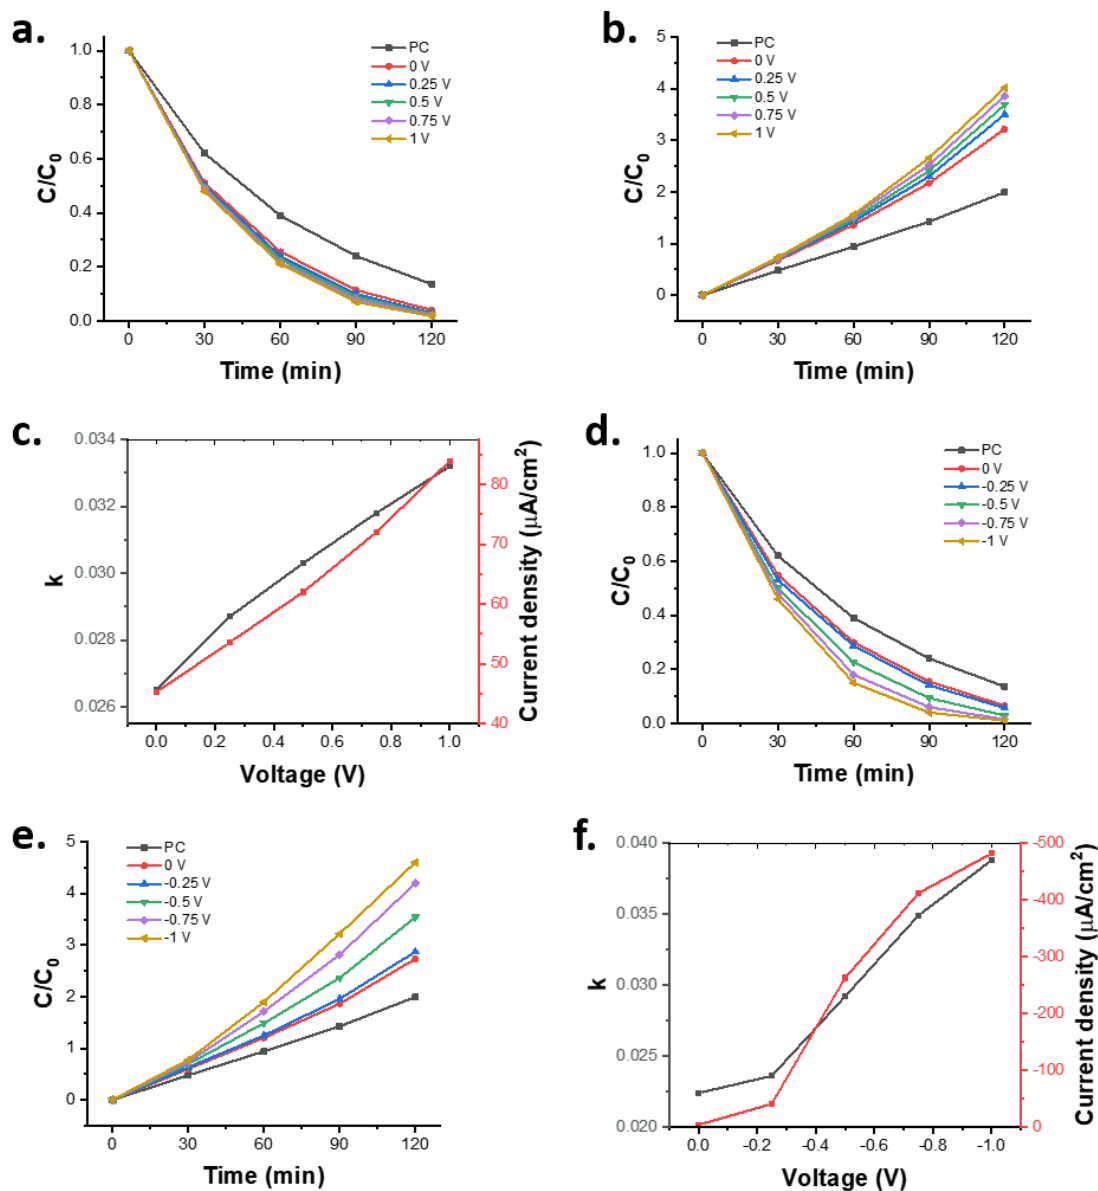 a.
1.0
0.8
0.6
0.4
0.2
0.0
C/C0
0
30
60
90
120
Time (min)
PC
0 V
0.25 V
0.5 V
0.75 V
1 V
b.
5
4
3
2
1
0
C/C0
0
30
60
90
120
Time (min)
PC
0 V
0.25 V
0.5 V
0.75 V
1 V
c.
0.034
0.032
0.030
0.028
0.026
k
0.0
0.2
0.4
0.6
0.8
1.0
Voltage (V)
80
70
60
50
40
Current density (μA/cm²)
d.
1.0
0.8
0.6
0.4
0.2
0.0
C/C0
0
30
60
90
120
Time (min)
PC
0 V
-0.25 V
-0.5 V
-0.75 V
-1 V
e.
5
4
3
2
1
0
C/C0
0
30
60
90
120
Time (min)
PC
0 V
-0.25 V
-0.5 V
-0.75 V
-1 V
f.
0.040
0.035
0.030
0.025
0.020
k
0.0
-0.2
-0.4
-0.6
-0.8
-1.0
Voltage (V)
-500
-400
-300
-200
-100
0
Current density (μA/cm²)